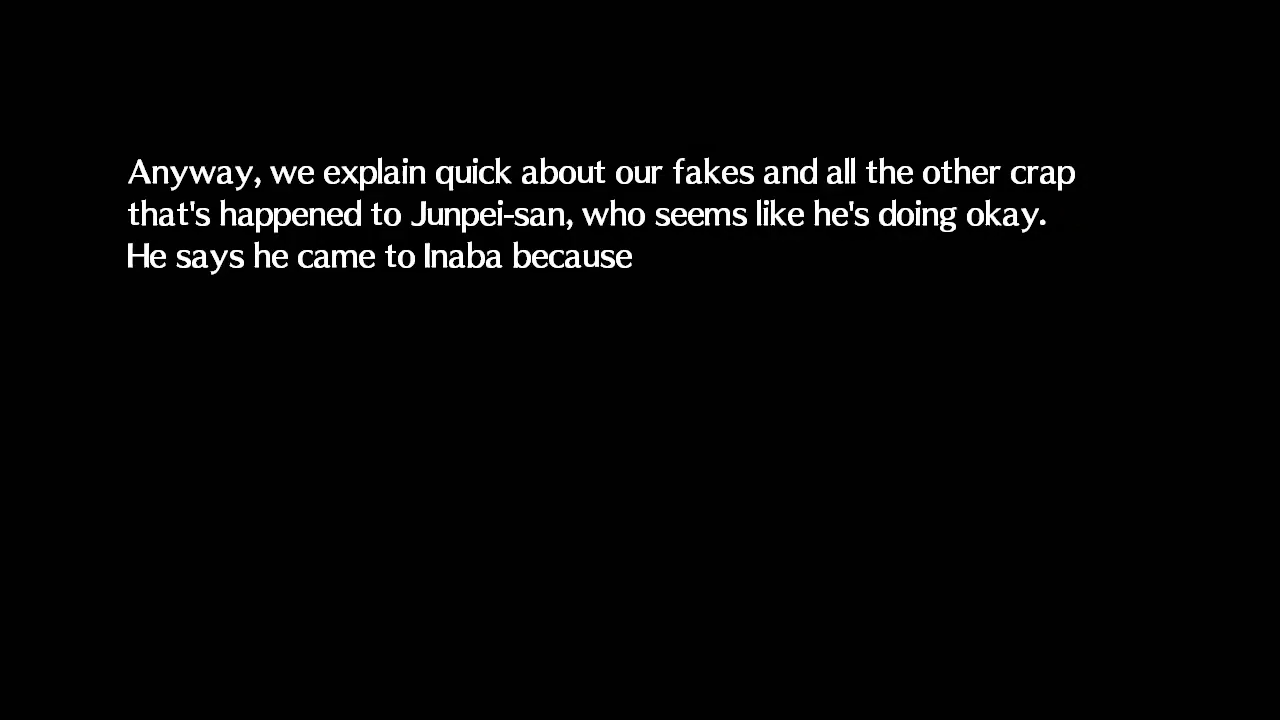 Anyway, we explain quick about our fakes and all the other crap
that's happened to Junpei-san, who seems like he's doing okay.
He says he came to Inaba because